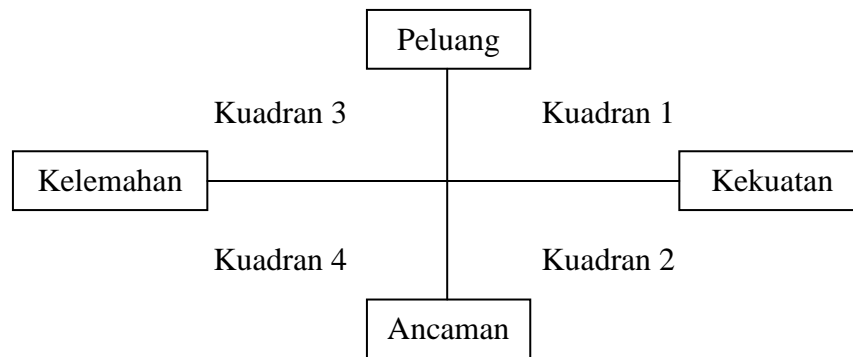 Peluang
Kuadran 3
Kuadran 1
Kelemahan
Kekuatan
Kuadran 4
Kuadran 2
Ancaman